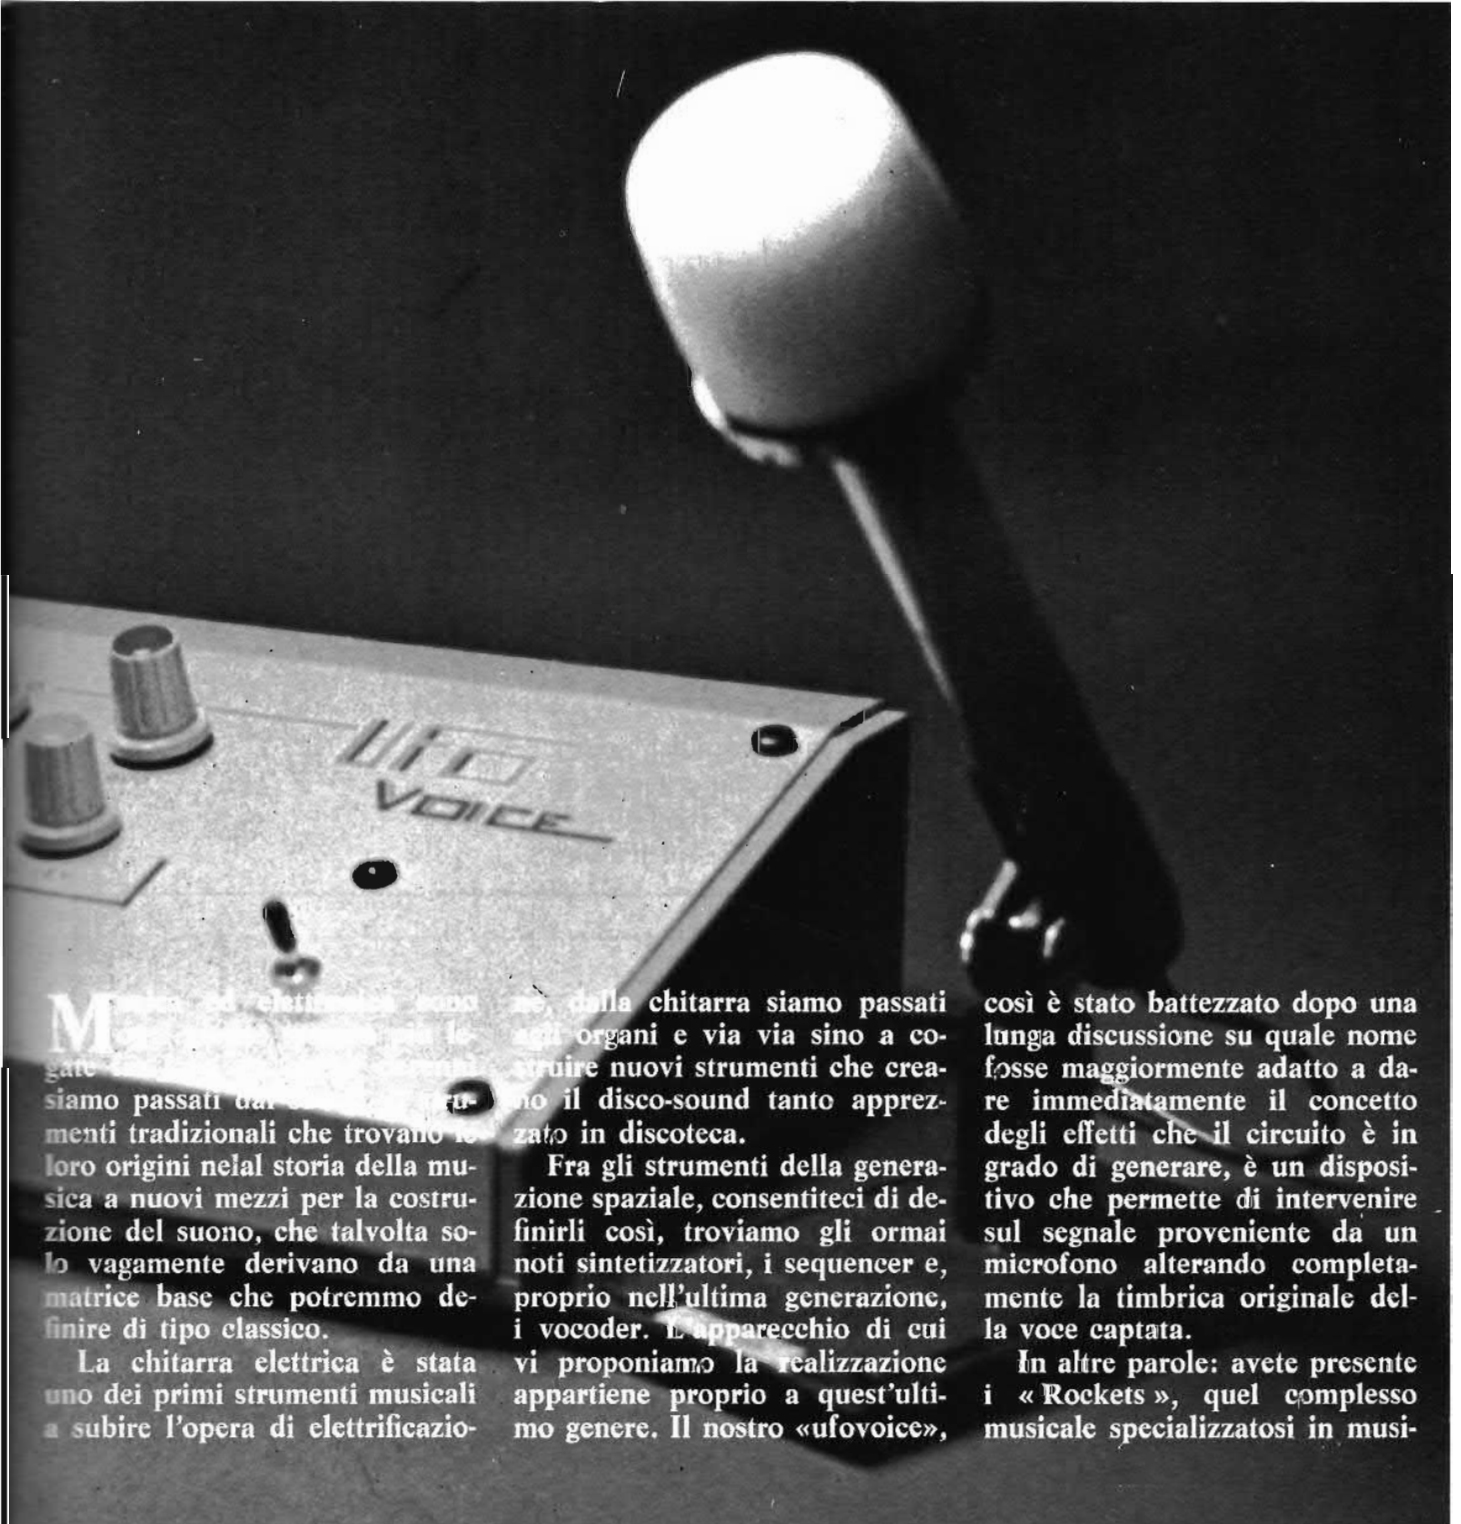 Ufo
VOICE
Musica ed elettronica sono
gate
siamo passati
menti tradizionali che trovano le
loro origini nelal storia della mu-
sica a nuovi mezzi per la costru-
zione del suono, che talvolta so-
lo vagamente derivano da una
matrice base che potremmo de-
finire di tipo classico.
La chitarra elettrica è stata
uno dei primi strumenti musicali
a subire l'opera di elettrificazio-
ne, dalla chitarra siamo passati
agli organi e via via sino a co-
struire nuovi strumenti che crea-
no il disco-sound tanto apprez-
zato in discoteca.
Fra gli strumenti della genera-
zione spaziale, consentiteci di de-
finirli così, troviamo gli ormai
noti sintetizzatori, i sequencer e,
proprio nell'ultima generazione,
i vocoder. L'apparecchio di cui
vi proponiamo la realizzazione
appartiene proprio a quest'ulti-
mo genere. Il nostro «ufovoice»,
così è stato battezzato dopo una
lunga discussione su quale nome
fosse maggiormente adatto a da-
re immediatamente il concetto
degli effetti che il circuito è in
grado di generare, è un disposi-
tivo che permette di intervenire
sul segnale proveniente da un
microfono alterando completa-
mente la timbrica originale del-
la voce captata.
In altre parole: avete presente
i « Rockets », quel complesso
musicale specializzatosi in musi-